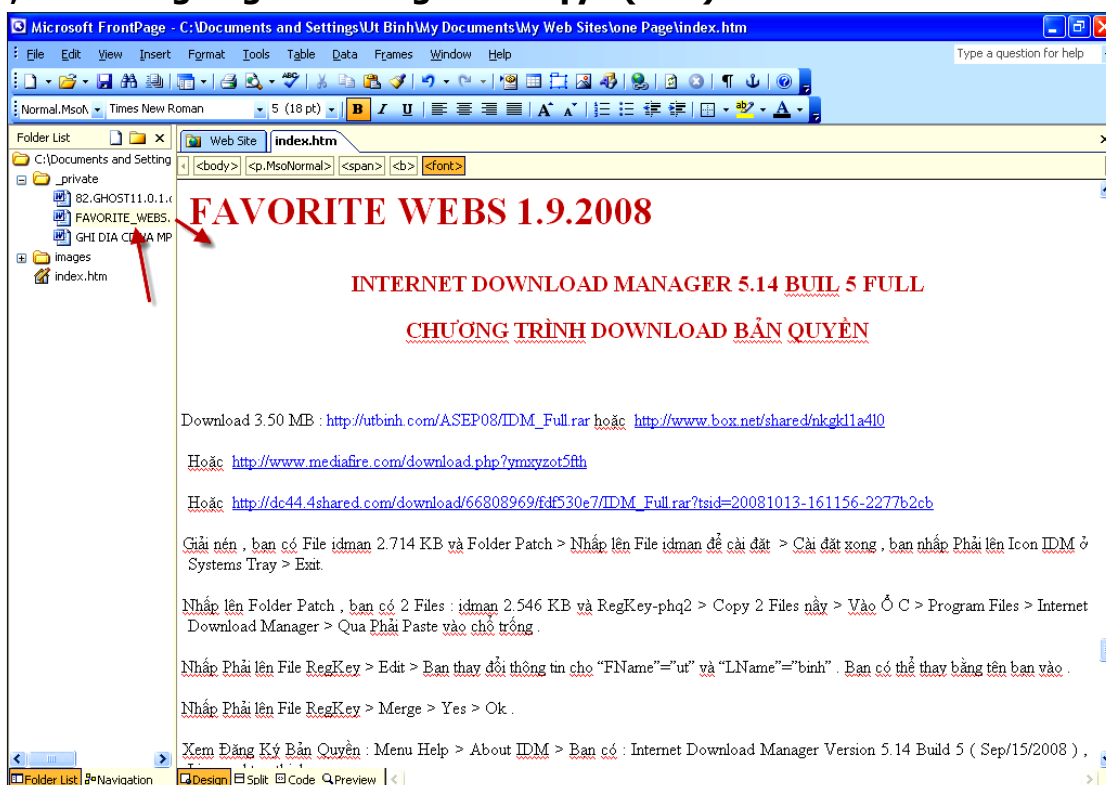 Microsoft FrontPage - C:\Documents and Settings\Ut Binh\My Documents\My Web Sites\one Page\index.htm
File Edit View Insert Format Tools Table Data Frames Window Help Type a question for help
Normal.MsoN Times New Roman 5 (18 pt) B I U A A A
Folder List Web Site index.htm
C:\Documents and Setting <body> <p.MsoNormal> <span> <b> <font>
_private
82.GHOST11.0.1.
FAVORITE_WEBS.
GHI DIA CD VA MP
images
index.htm
FAVORITE WEBS 1.9.2008
INTERNET DOWNLOAD MANAGER 5.14 BUIL 5 FULL
CHƯƠNG TRÌNH DOWNLOAD BẢN QUYỀN
Download 3.50 MB : http://utbinh.com/ASEP08/IDM_Full.rar hoặc http://www.box.net/shared/nkgkl1a4l0
Hoặc http://www.mediafire.com/download.php?ymxyzot5fth
Hoặc http://dc44.4shared.com/download/66808969/fdf530e7/IDM_Full.rar?tsid=20081013-161156-2277b2cb
Giải nén , bạn có File idman 2.714 KB và Folder Patch > Nhấp lên File idman để cài đặt > Cài đặt xong , bạn nhấp Phải lên Icon IDM ở
Systems Tray > Exit.
Nhấp lên Folder Patch , bạn có 2 Files : idman 2.546 KB và RegKey-phq2 > Copy 2 Files nầy > Vào Ổ C > Program Files > Internet
Download Manager > Qua Phải Paste vào chỗ trống .
Nhấp Phải lên File RegKey > Edit > Bạn thay đổi thông tin cho “FName”=”ut” và “LName”=”binh” . Bạn có thể thay bằng tên bạn vào .
Nhấp Phải lên File RegKey > Merge > Yes > Ok .
Xem Đăng Ký Bản Quyền : Menu Help > About IDM > Bạn có : Internet Download Manager Version 5.14 Build 5 ( Sep/15/2008 ) ,
Folder List Navigation Design Split Code Preview